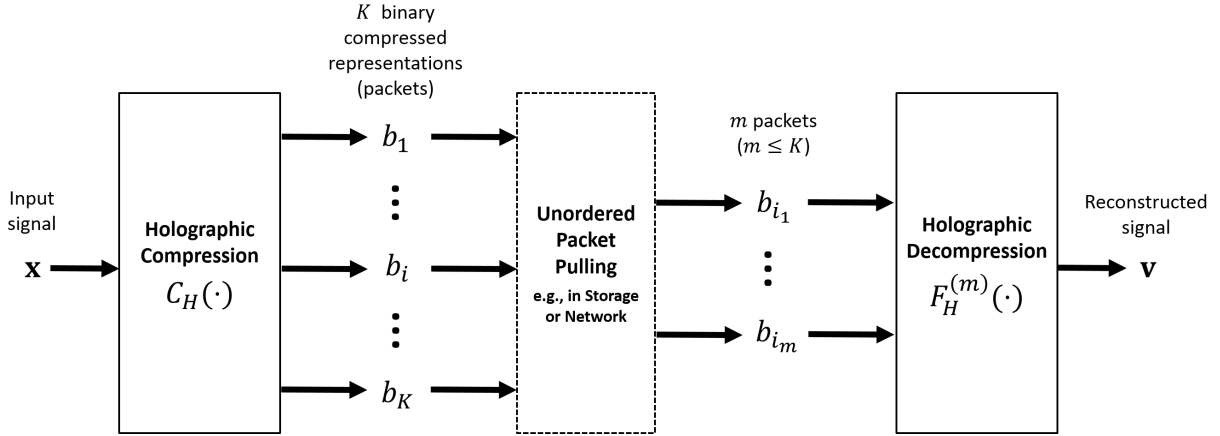 K binary
compressed
representations
(packets)
Input
signal
x
Holographic
Compression
C_H(·)
b_1
⋮
b_i
⋮
b_K
Unordered
Packet
Pulling
e.g., in Storage
or Network
m packets
(m ≤ K)
b_{i_1}
⋮
b_{i_m}
Holographic
Decompression
F_H^{(m)}(·)
Reconstructed
signal
v